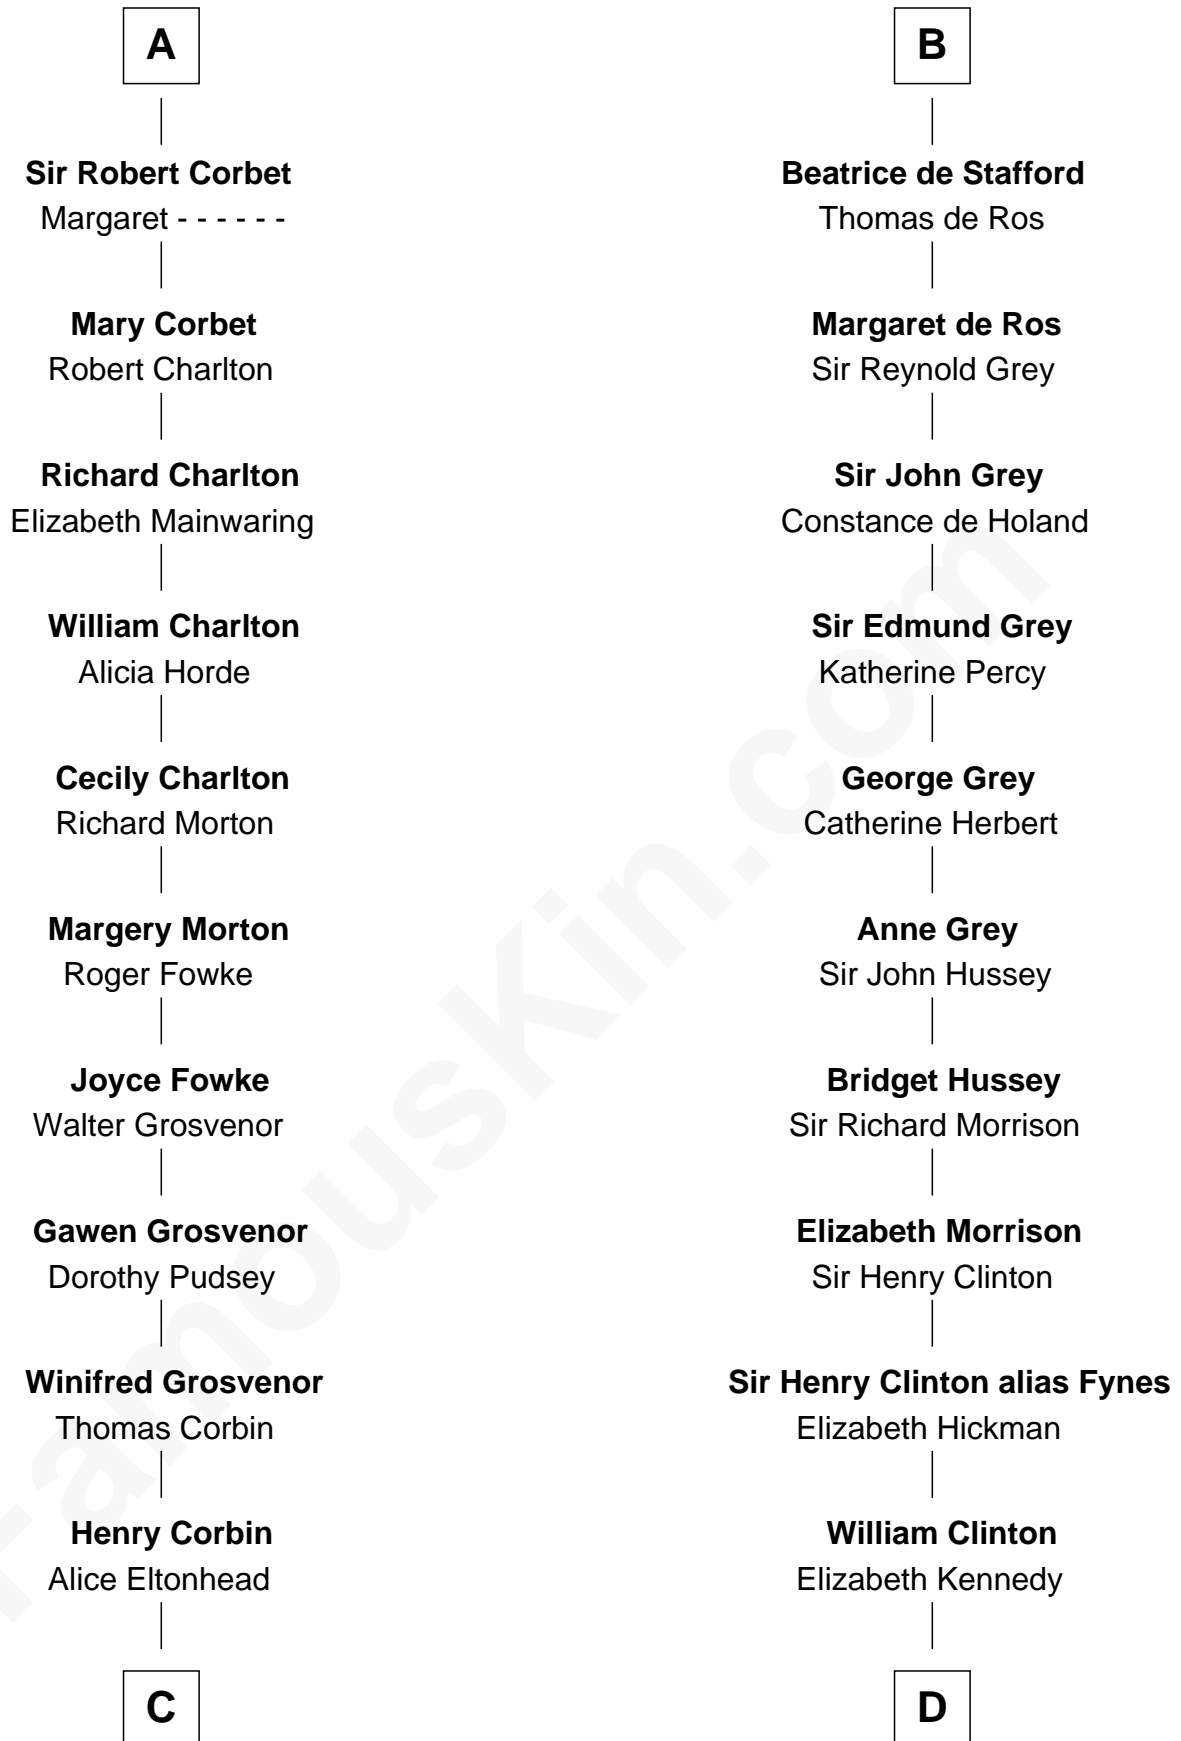 A
Sir Robert Corbet
Margaret - - - - - -
Mary Corbet
Robert Charlton
Richard Charlton
Elizabeth Mainwaring
William Charlton
Alicia Horde
Cecily Charlton
Richard Morton
Margery Morton
Roger Fowke
Joyce Fowke
Walter Grosvenor
Gawen Grosvenor
Dorothy Pudsey
Winifred Grosvenor
Thomas Corbin
Henry Corbin
Alice Eltonhead
C
B
Beatrice de Stafford
Thomas de Ros
Margaret de Ros
Sir Reynold Grey
Sir John Grey
Constance de Holand
Sir Edmund Grey
Katherine Percy
George Grey
Catherine Herbert
Anne Grey
Sir John Hussey
Bridget Hussey
Sir Richard Morrison
Elizabeth Morrison
Sir Henry Clinton
Sir Henry Clinton alias Fynes
Elizabeth Hickman
William Clinton
Elizabeth Kennedy
D
FamousKin.com